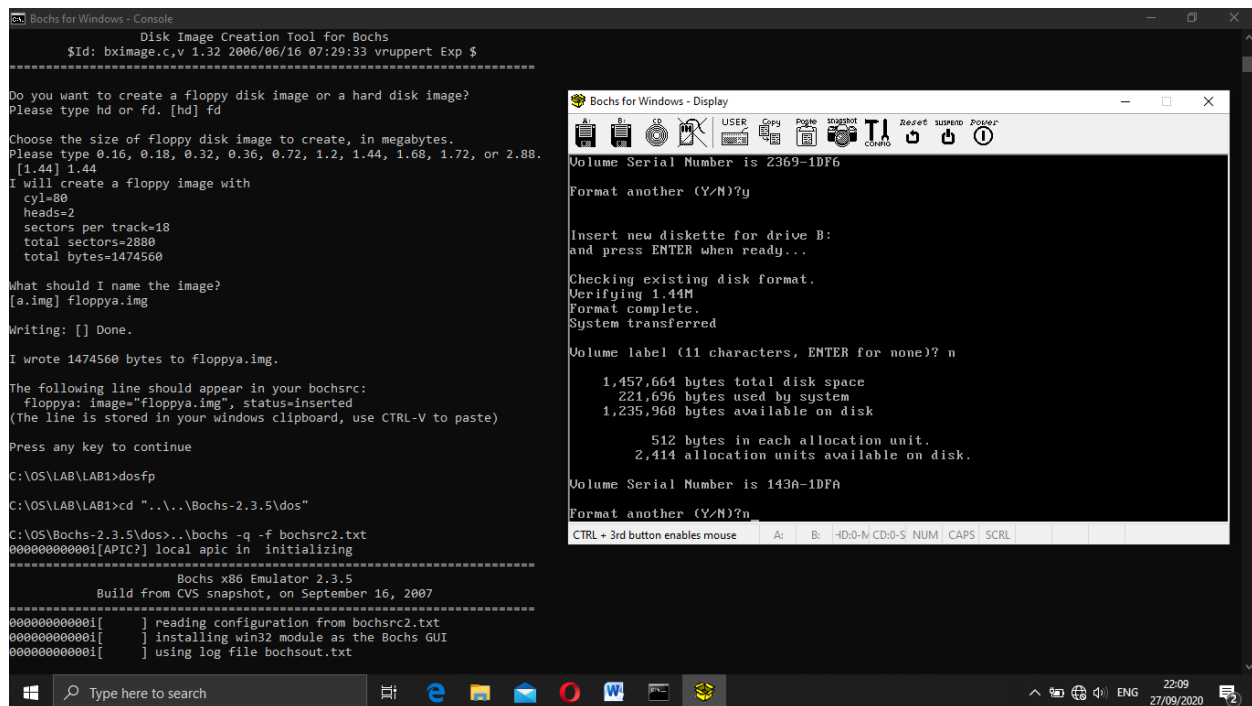 Bochs for Windows - Console
Disk Image Creation Tool for Bochs
$Id: bximage.c,v 1.32 2006/06/16 07:29:33 vruppert Exp $
========================================================================
Do you want to create a floppy disk image or a hard disk image?
Please type hd or fd. [hd] fd
Choose the size of floppy disk image to create, in megabytes.
Please type 0.16, 0.18, 0.32, 0.36, 0.72, 1.2, 1.44, 1.68, 1.72, or 2.88.
[1.44] 1.44
I will create a floppy image with
cyl=80
heads=2
sectors per track=18
total sectors=2880
total bytes=1474560
What should I name the image?
[a.img] floppya.img
Writing: [] Done.
I wrote 1474560 bytes to floppya.img.
The following line should appear in your bochsrc:
floppya: image="floppya.img", status=inserted
(The line is stored in your windows clipboard, use CTRL-V to paste)
Press any key to continue
C:\OS\LAB\LAB1>dosfp
C:\OS\LAB\LAB1>cd "..\..\Bochs-2.3.5\dos"
C:\OS\Bochs-2.3.5\dos>..\bochs -q -f bochsrc2.txt
00000000000i[APIC?] local apic in  initializing
========================================================================
Bochs x86 Emulator 2.3.5
Build from CVS snapshot, on September 16, 2007
========================================================================
00000000000i[     ] reading configuration from bochsrc2.txt
00000000000i[     ] installing win32 module as the Bochs GUI
00000000000i[     ] using log file bochsout.txt
Bochs for Windows - Display
A: B: CD USER Copy Paste snapshot CONFIG Reset SUSPEND Power
Volume Serial Number is 2369-1DF6
Format another (Y/N)?y
Insert new diskette for drive B:
and press ENTER when ready...
Checking existing disk format.
Verifying 1.44M
Format complete.
System transferred
Volume label (11 characters, ENTER for none)? n
1,457,664 bytes total disk space
221,696 bytes used by system
1,235,968 bytes available on disk
512 bytes in each allocation unit.
2,414 allocation units available on disk.
Volume Serial Number is 143A-1DFA
Format another (Y/N)?n_
CTRL + 3rd button enables mouse A: B: HD:0-M CD:0-S NUM CAPS SCRL
Type here to search
ENG
22:09
27/09/2020
2